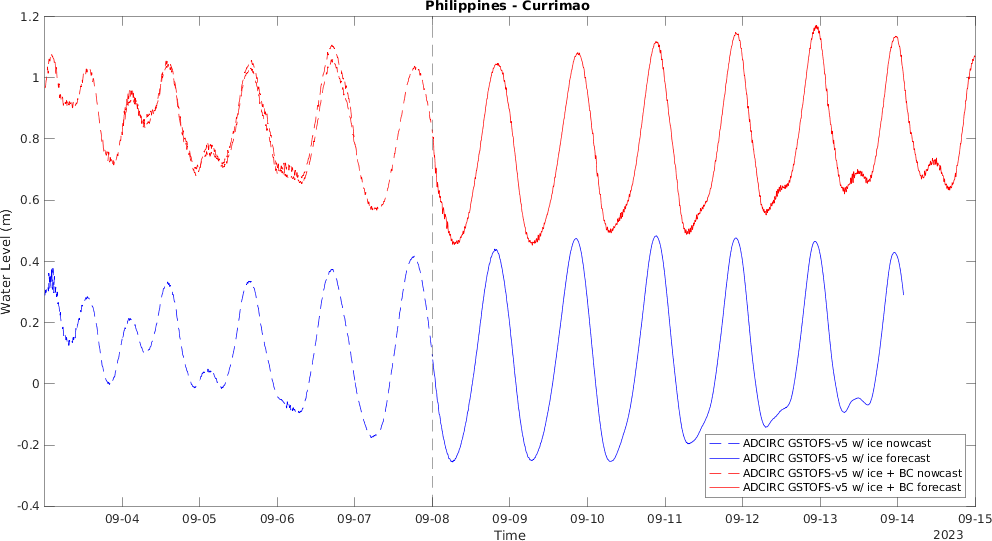 Philippines - Currimao
1.2
1
0.8
0.6
0.4
0.2
0
-0.2
-0.4
Water Level (m)
ADCIRC GSTOFS-v5 w/ ice nowcast
ADCIRC GSTOFS-v5 w/ ice forecast
ADCIRC GSTOFS-v5 w/ ice + BC nowcast
ADCIRC GSTOFS-v5 w/ ice + BC forecast
09-04 09-05 09-06 09-07 09-08 09-09 09-10 09-11 09-12 09-13 09-14 09-15
Time
2023